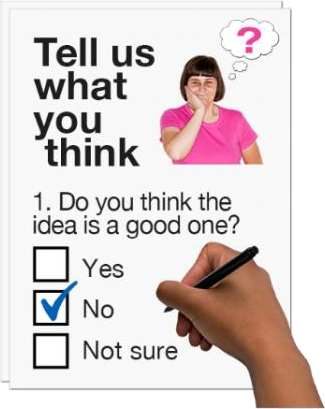 Tell us
what
you
think
?
1. Do you think the
idea is a good one?
Yes
No
Not sure